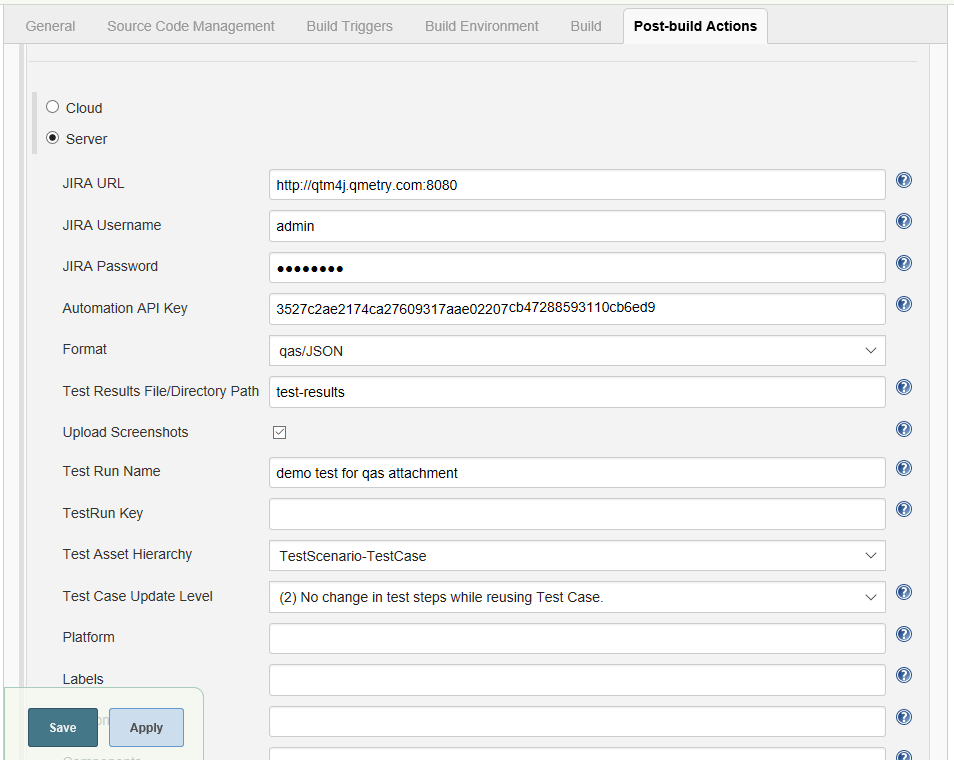 General Source Code Management Build Triggers Build Environment Build Post-build Actions
Cloud
Server
JIRA URL http://qtm4j.qmetry.com:8080
JIRA Username admin
JIRA Password ••••••••
Automation API Key 3527c2ae2174ca27609317aae02207cb47288593110cb6ed9
Format qas/JSON
Test Results File/Directory Path test-results
Upload Screenshots
Test Run Name demo test for qas attachment
TestRun Key
Test Asset Hierarchy TestScenario-TestCase
Test Case Update Level (2) No change in test steps while reusing Test Case.
Platform
Labels
Save Apply
Components